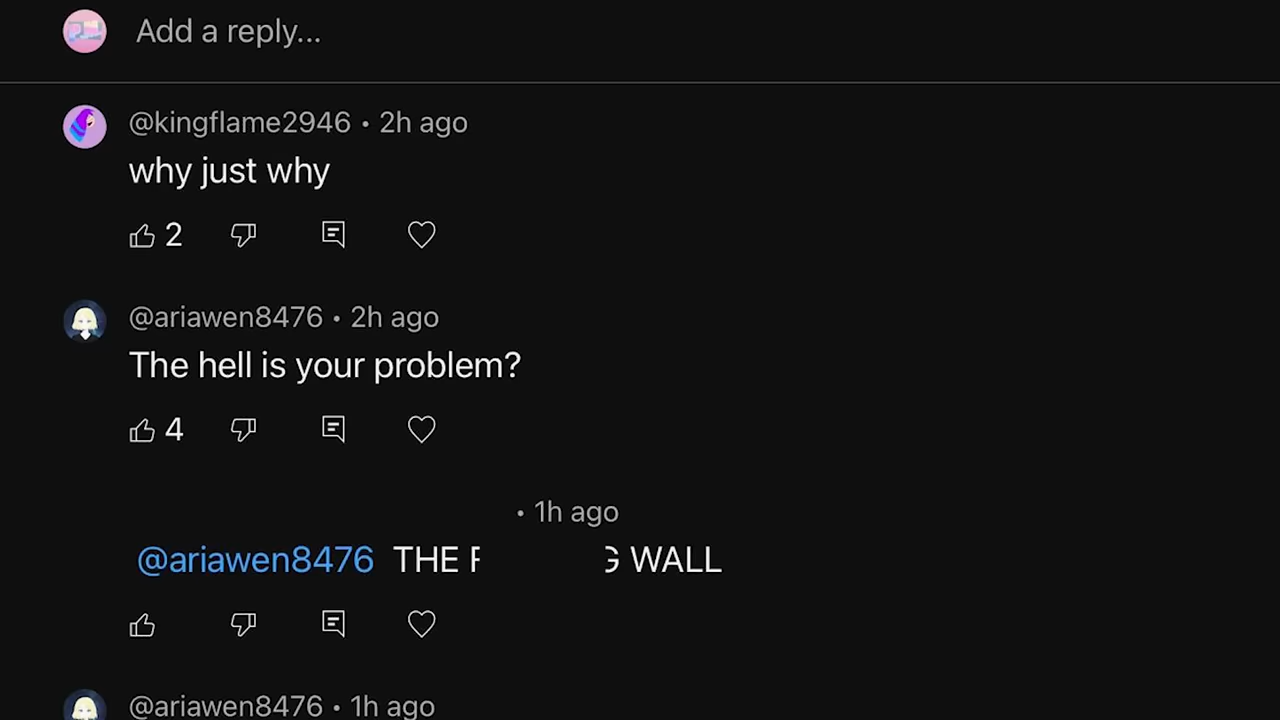 Add a reply...
@kingflame2946 • 2h ago
why just why
2
@ariawen8476 • 2h ago
The hell is your problem?
4
• 1h ago
@ariawen8476 THE WALL
@ariawen8476 • 1h ago